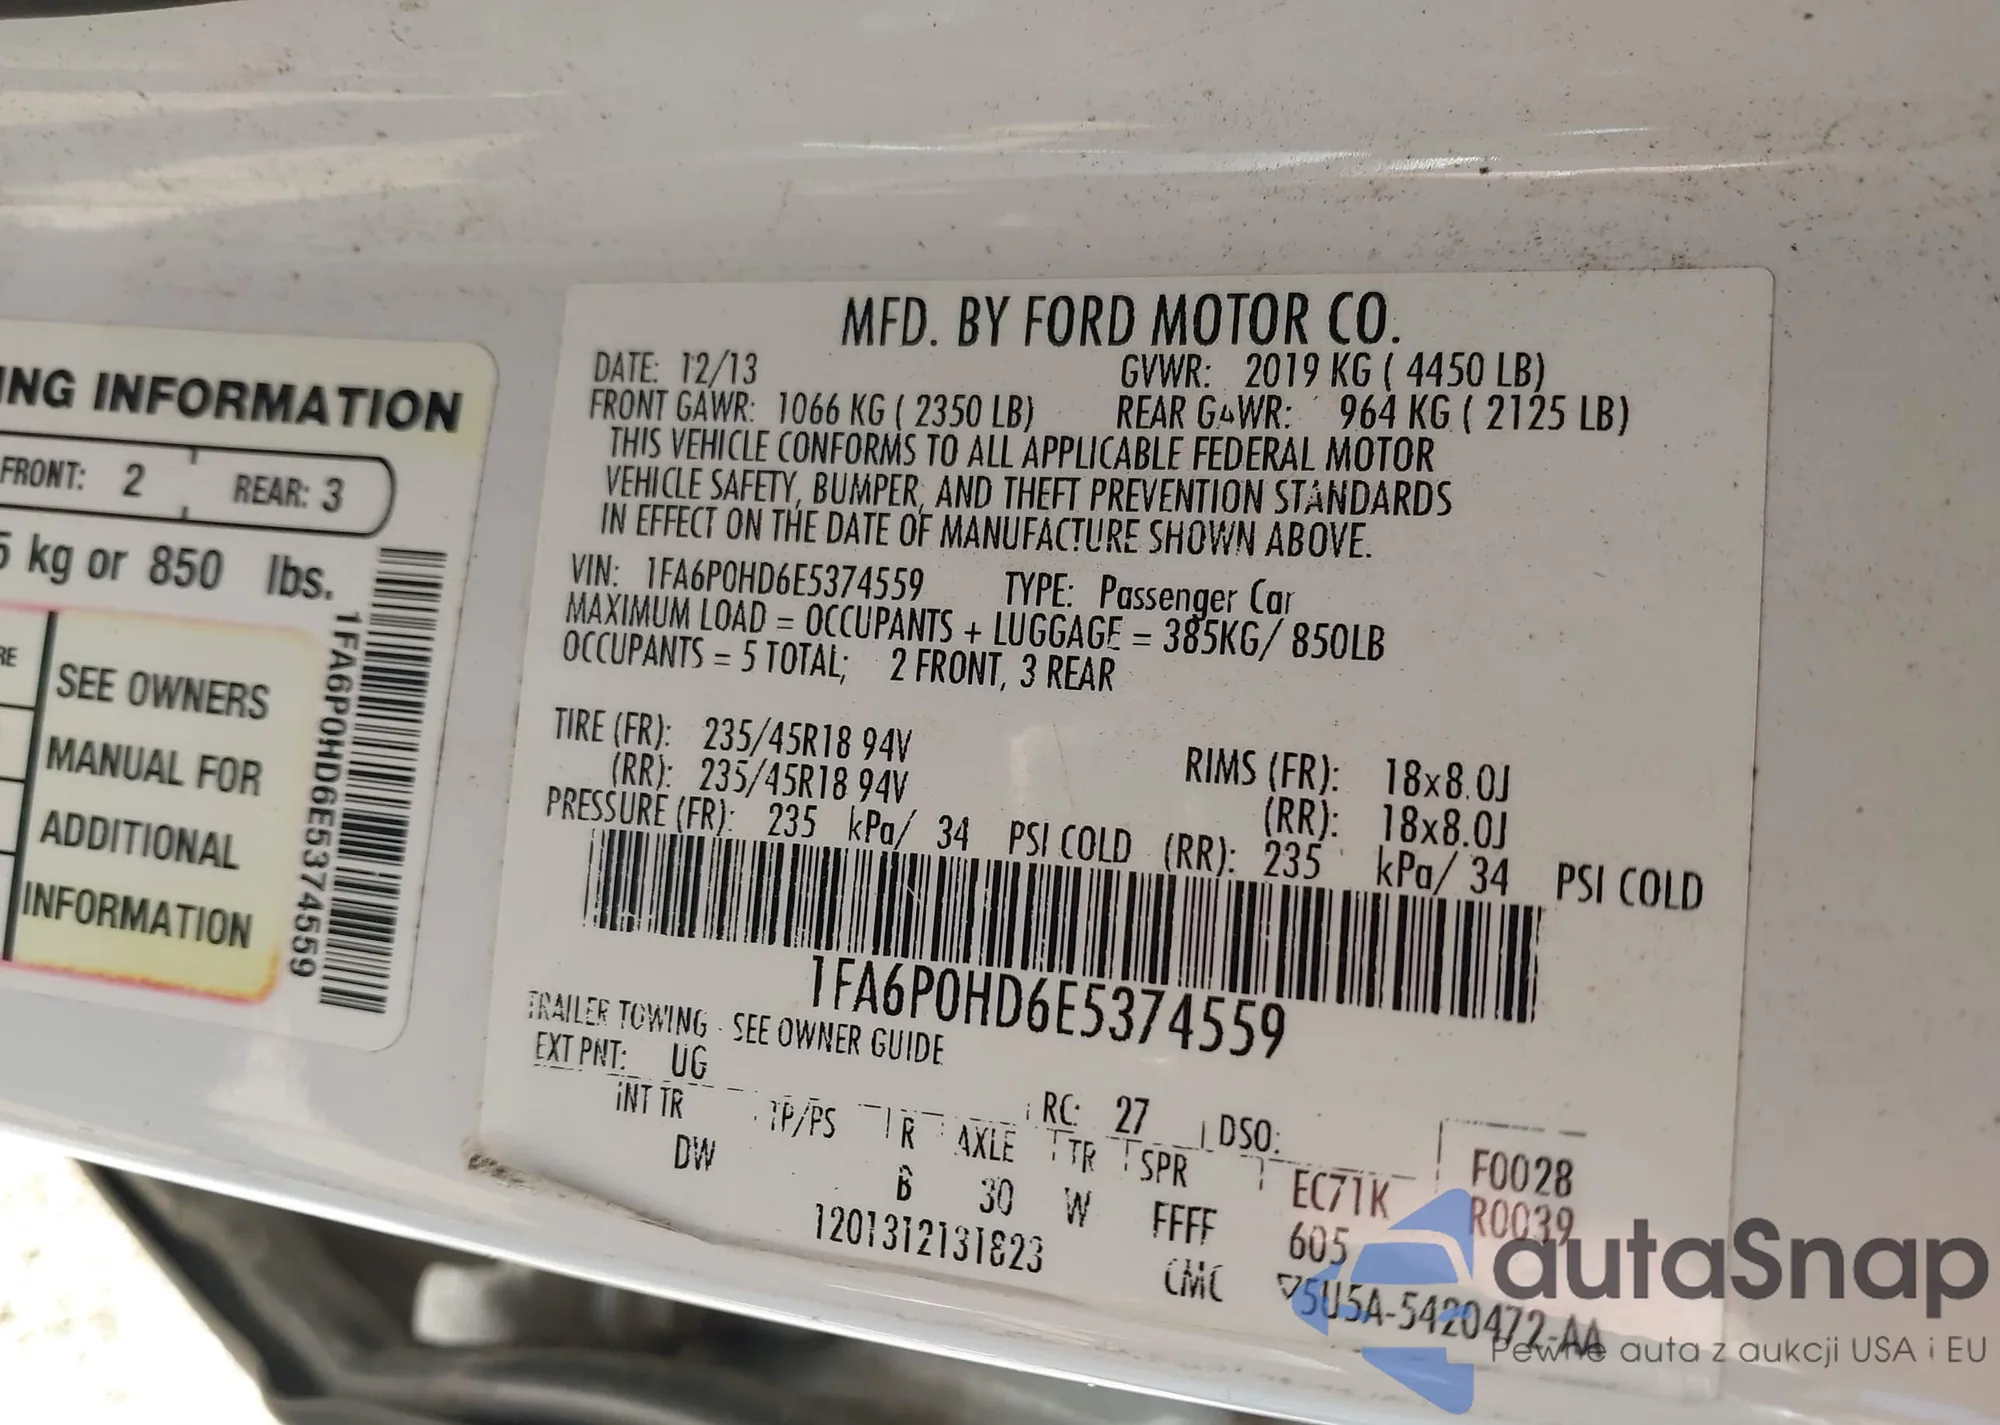 ING INFORMATION
FRONT: 2 REAR: 3
5 kg or 850 lbs.
RE
SEE OWNERS
MANUAL FOR
ADDITIONAL
INFORMATION
1FA6P0HD6E5374559
MFD. BY FORD MOTOR CO.
DATE: 12/13 GVWR: 2019 KG ( 4450 LB)
FRONT GAWR: 1066 KG ( 2350 LB) REAR GAWR: 964 KG ( 2125 LB)
THIS VEHICLE CONFORMS TO ALL APPLICABLE FEDERAL MOTOR
VEHICLE SAFETY, BUMPER, AND THEFT PREVENTION STANDARDS
IN EFFECT ON THE DATE OF MANUFACTURE SHOWN ABOVE.
VIN: 1FA6P0HD6E5374559 TYPE: Passenger Car
MAXIMUM LOAD = OCCUPANTS + LUGGAGE = 385KG/ 850LB
OCCUPANTS = 5 TOTAL; 2 FRONT, 3 REAR
TIRE (FR): 235/45R18 94V RIMS (FR): 18x8.0J
(RR): 235/45R18 94V (RR): 18x8.0J
PRESSURE (FR): 235 kPa/ 34 PSI COLD (RR): 235 kPa/ 34 PSI COLD
1FA6P0HD6E5374559
TRAILER TOWING - SEE OWNER GUIDE
EXT PNT: UG RC: 27 DSO: F0028
INT TR TP/PS R AXLE TR SPR EC71K R0039
DW B 30 W FFFF 605
1201312131823 CMC ▽5U5A-5420472-AA
autaSnap
Pewne auta z aukcji USA i EU